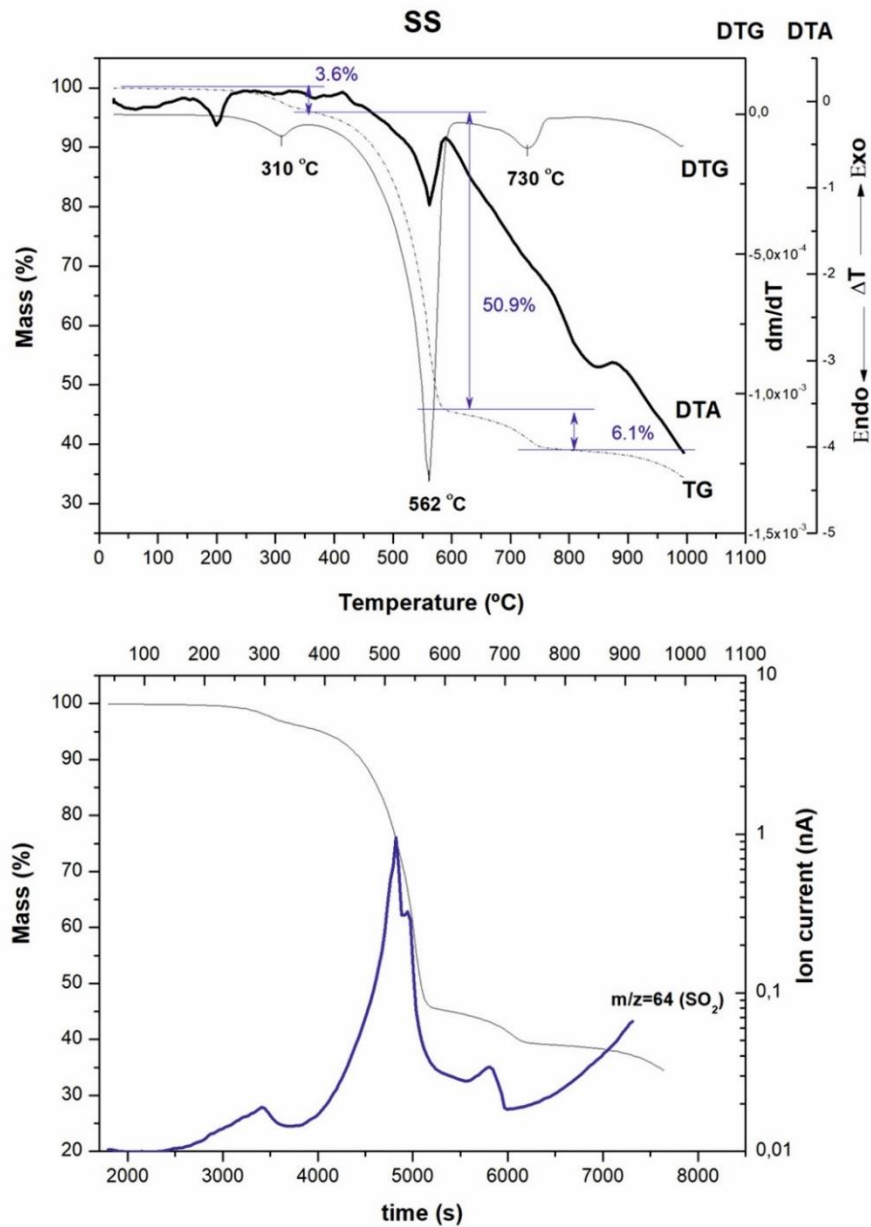 SS
DTG DTA
3.6%
100
90
80
70
60
50
40
30
Mass (%)
310 °C
730 °C
562 °C
50.9%
6.1%
DTG
DTA
TG
0,0
-5,0x10⁻⁴
-1,0x10⁻³
-1,5x10⁻³
dm/dT
0
-1
-2
-3
-4
-5
Endo ΔT Exo
0 100 200 300 400 500 600 700 800 900 1000 1100
Temperature (ºC)
100 200 300 400 500 600 700 800 900 1000 1100
100
90
80
70
60
50
40
30
20
Mass (%)
10
1
0,1
0,01
Ion current (nA)
m/z=64 (SO₂)
2000 3000 4000 5000 6000 7000 8000
time (s)